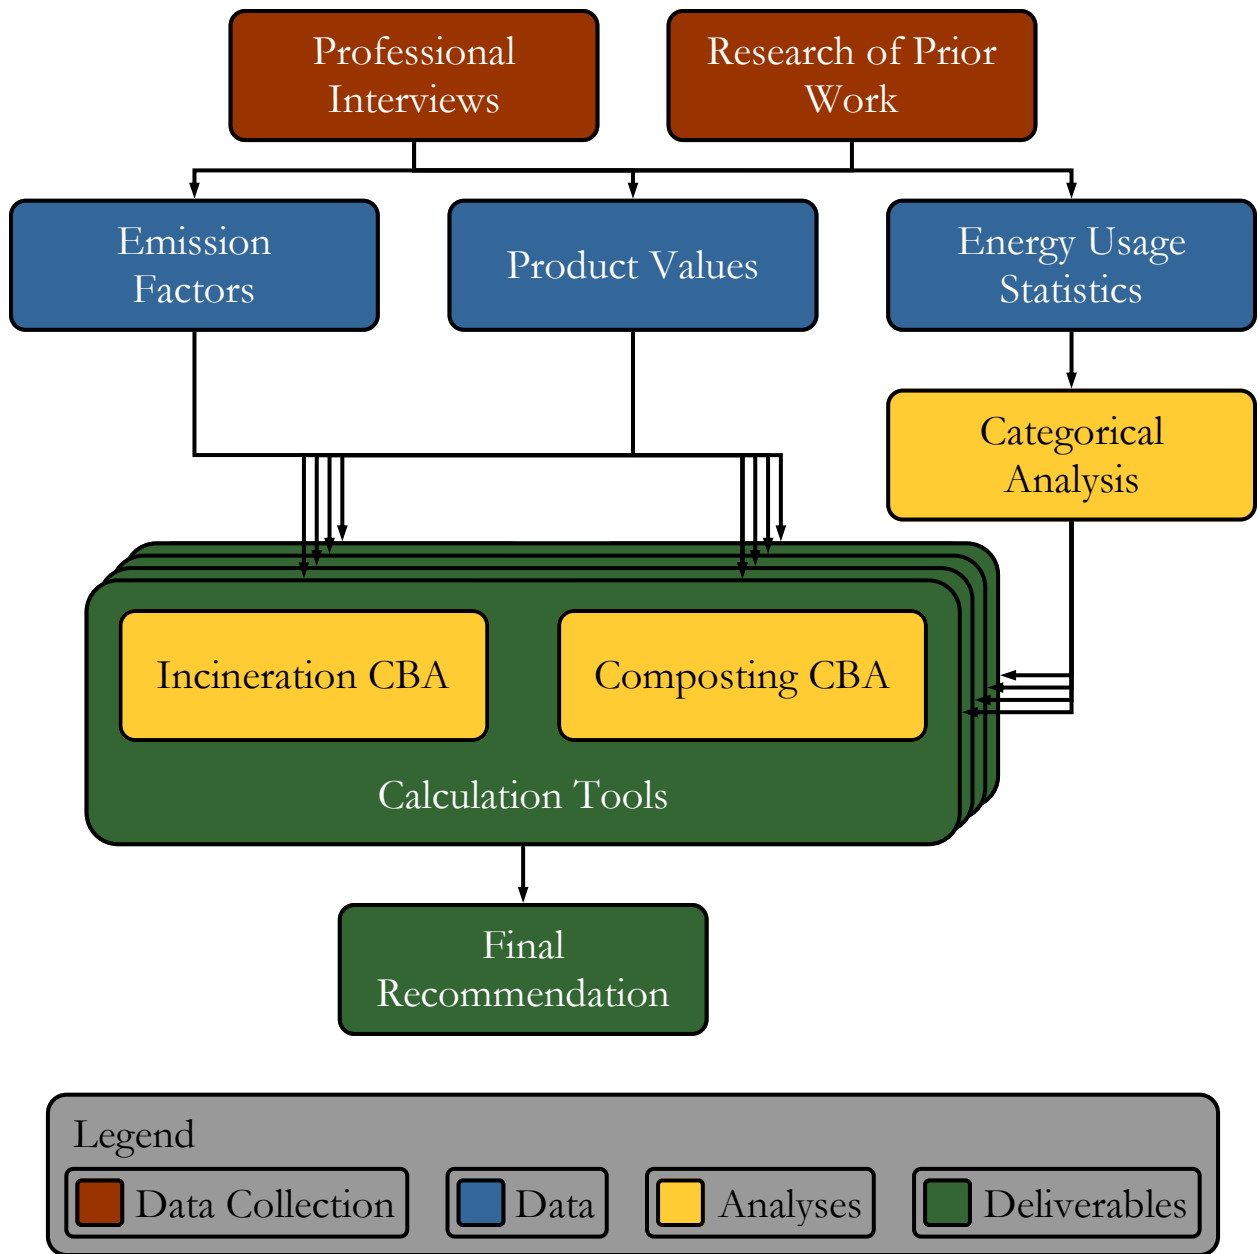 Professional
Interviews
Research of Prior
Work
Emission
Factors
Product Values
Energy Usage
Statistics
Categorical
Analysis
Incineration CBA
Composting CBA
Calculation Tools
Final
Recommendation
Legend
Data Collection
Data
Analyses
Deliverables